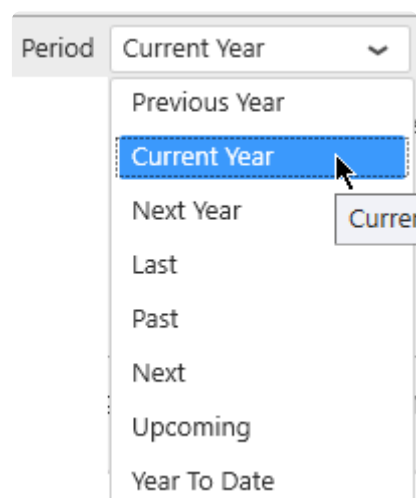 Period Current Year
Previous Year
Current Year
Next Year
Last
Past
Next
Upcoming
Year To Date